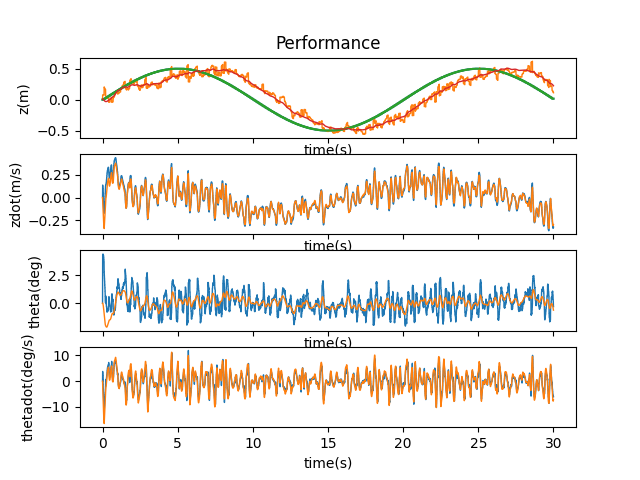 Performance
z(m)
0.5
0.0
−0.5
time(s)
zdot(m/s)
0.25
0.00
−0.25
time(s)
theta(deg)
2.5
0.0
time(s)
thetadot(deg/s)
10
0
−10
0 5 10 15 20 25 30
time(s)